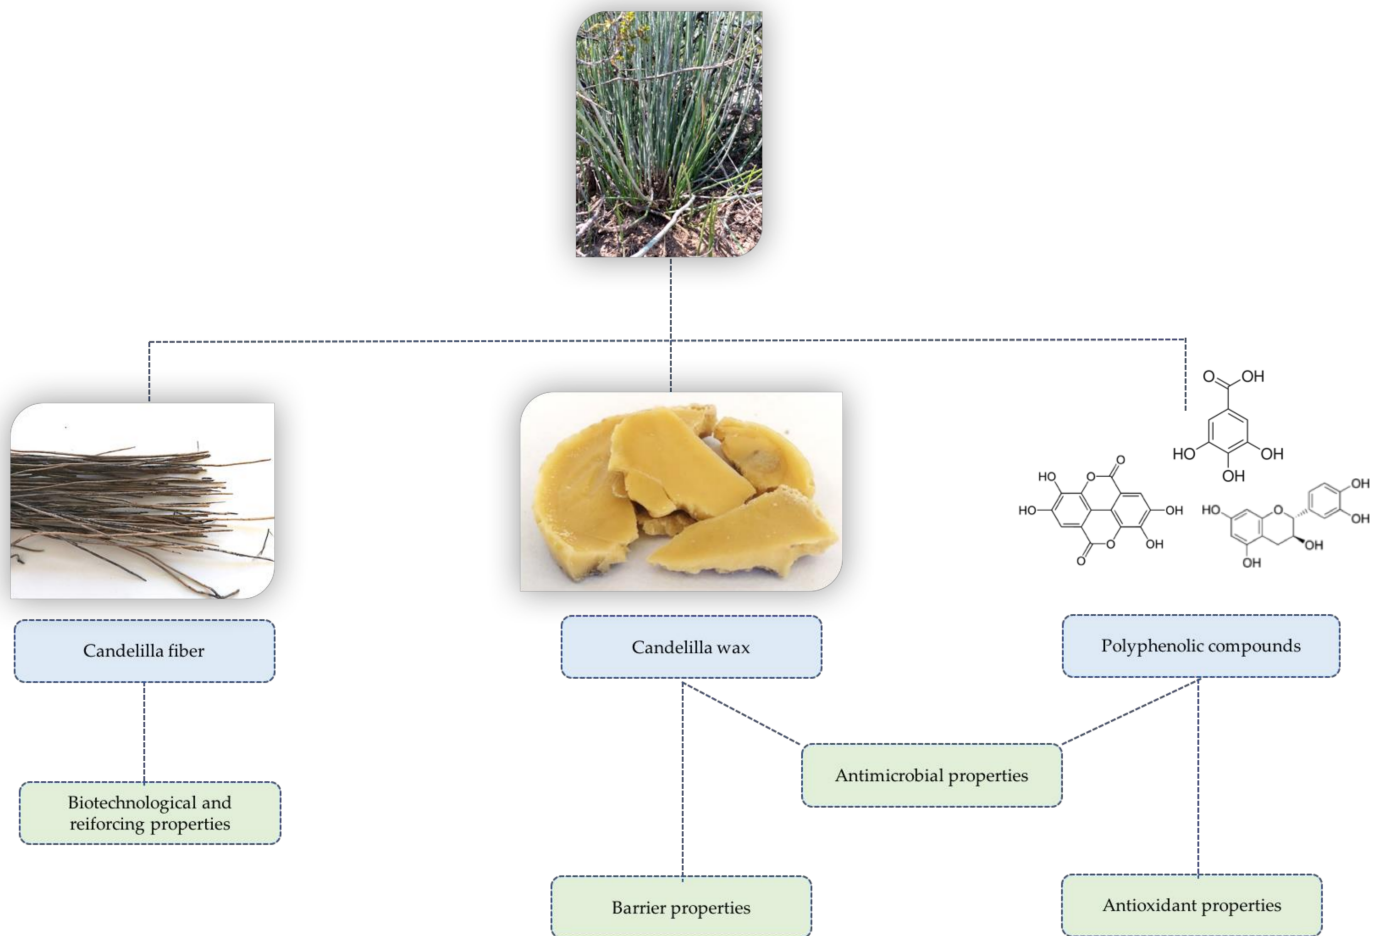 O
OH
HO
OH
OH
O
O
HO
HO
OH
OH
O
O
OH
OH
HO
O
OH
OH
Candelilla fiber
Candelilla wax
Polyphenolic compounds
Antimicrobial properties
Biotechnological and
reiforcing properties
Barrier properties
Antioxidant properties